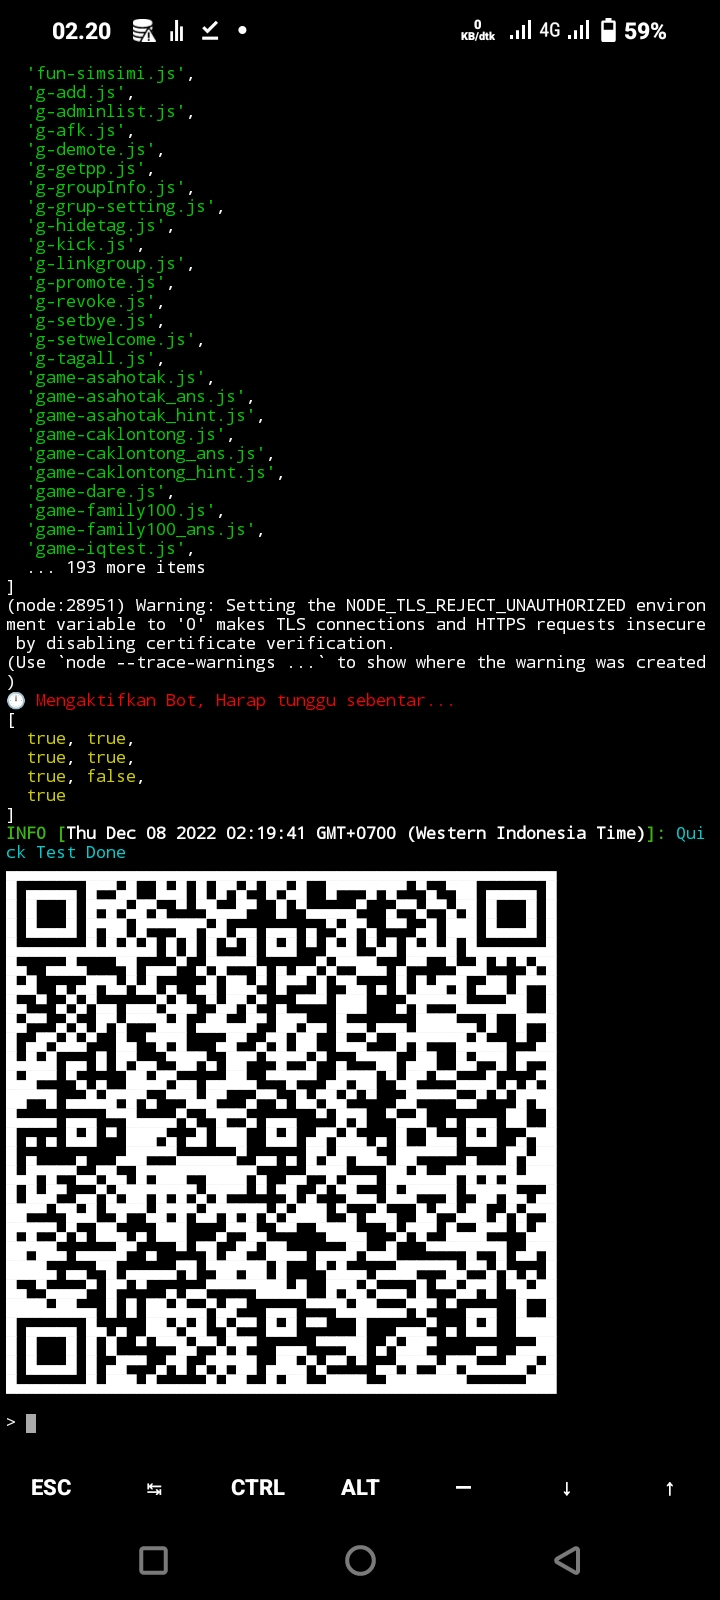 02.20
0
KB/dtk
4G
59%
'fun-simsimi.js',
'g-add.js',
'g-adminlist.js',
'g-afk.js',
'g-demote.js',
'g-getpp.js',
'g-groupInfo.js',
'g-grup-setting.js',
'g-hidetag.js',
'g-kick.js',
'g-linkgroup.js',
'g-promote.js',
'g-revoke.js',
'g-setbye.js',
'g-setwelcome.js',
'g-tagall.js',
'game-asahotak.js',
'game-asahotak_ans.js',
'game-asahotak_hint.js',
'game-caklontong.js',
'game-caklontong_ans.js',
'game-caklontong_hint.js',
'game-dare.js',
'game-family100.js',
'game-family100_ans.js',
'game-iqtest.js',
... 193 more items
]
(node:28951) Warning: Setting the NODE_TLS_REJECT_UNAUTHORIZED environ
ment variable to '0' makes TLS connections and HTTPS requests insecure
by disabling certificate verification.
(Use `node --trace-warnings ...` to show where the warning was created
)
Mengaktifkan Bot, Harap tunggu sebentar...
[
true, true,
true, true,
true, false,
true
]
INFO [Thu Dec 08 2022 02:19:41 GMT+0700 (Western Indonesia Time)]: Qui
ck Test Done
>
ESC ↹ CTRL ALT — ↓ ↑